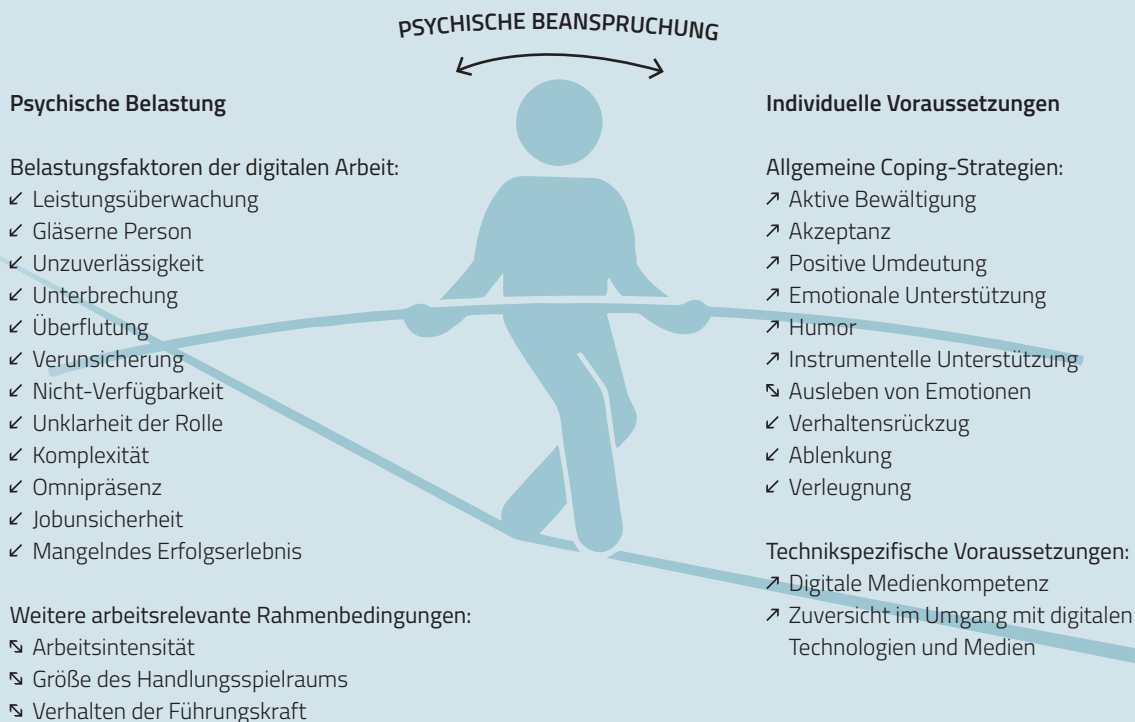 PSYCHISCHE BEANSPRUCHUNG
Psychische Belastung
Belastungsfaktoren der digitalen Arbeit:
↙ Leistungsüberwachung
↙ Gläserne Person
↙ Unzuverlässigkeit
↙ Unterbrechung
↙ Überflutung
↙ Verunsicherung
↙ Nicht-Verfügbarkeit
↙ Unklarheit der Rolle
↙ Komplexität
↙ Omnipräsenz
↙ Jobunsicherheit
↙ Mangelndes Erfolgserlebnis
Weitere arbeitsrelevante Rahmenbedingungen:
⤡ Arbeitsintensität
⤡ Größe des Handlungsspielraums
⤡ Verhalten der Führungskraft
Individuelle Voraussetzungen
Allgemeine Coping-Strategien:
↗ Aktive Bewältigung
↗ Akzeptanz
↗ Positive Umdeutung
↗ Emotionale Unterstützung
↗ Humor
↗ Instrumentelle Unterstützung
⤡ Ausleben von Emotionen
↙ Verhaltensrückzug
↙ Ablenkung
↙ Verleugnung
Technikspezifische Voraussetzungen:
↗ Digitale Medienkompetenz
↗ Zuversicht im Umgang mit digitalen
Technologien und Medien